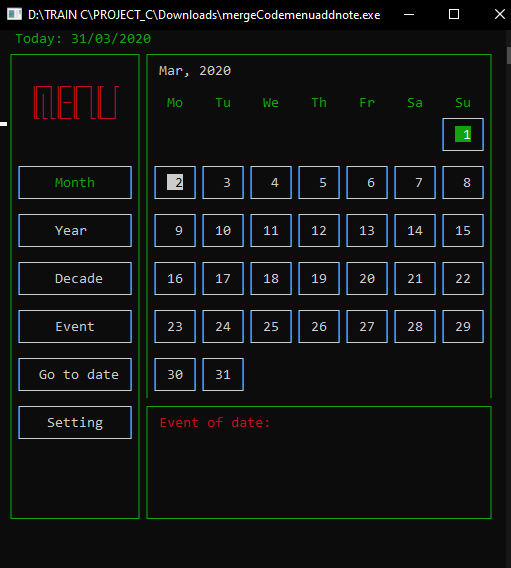 D:\TRAIN C\PROJECT_C\Downloads\mergeCodemenuaddnote.exe
Today: 31/03/2020
MENU
Month
Year
Decade
Event
Go to date
Setting
Mar, 2020
Mo Tu We Th Fr Sa Su
1
2 3 4 5 6 7 8
9 10 11 12 13 14 15
16 17 18 19 20 21 22
23 24 25 26 27 28 29
30 31
Event of date: